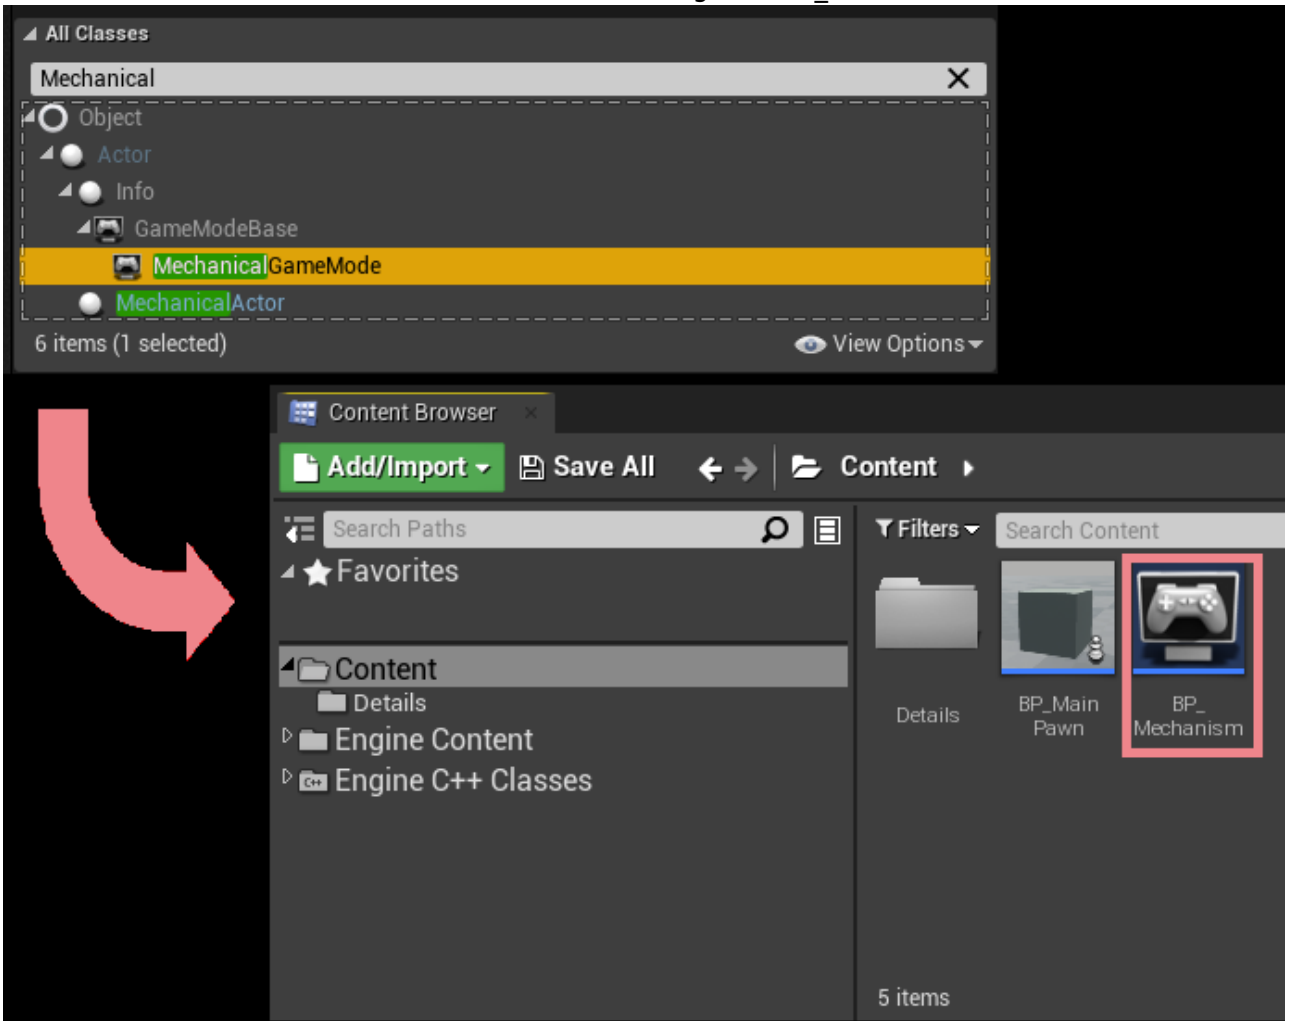 All Classes
Mechanical
Object
Actor
Info
GameModeBase
MechanicalGameMode
MechanicalActor
6 items (1 selected)
View Options
Content Browser
Add/Import
Save All
Content
Search Paths
Filters
Search Content
Favorites
Content
Details
Engine Content
C++
Engine C++ Classes
Details
BP_Main
Pawn
BP_
Mechanism
5 items